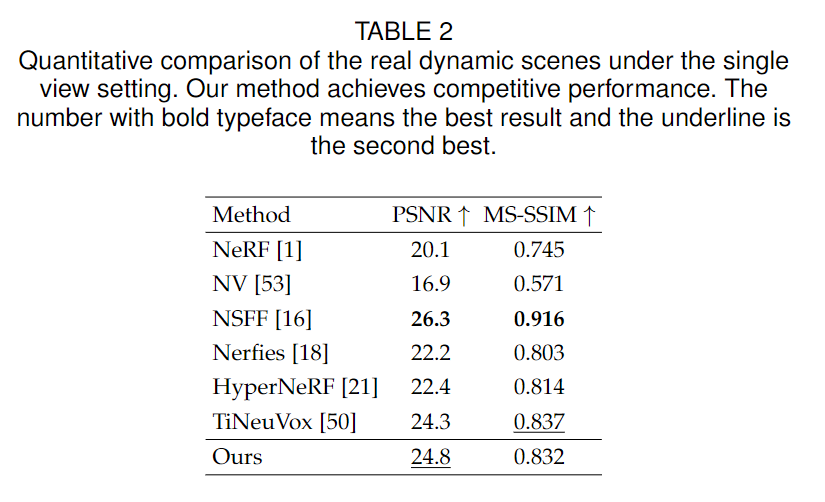 TABLE 2
Quantitative comparison of the real dynamic scenes under the single
view setting. Our method achieves competitive performance. The
number with bold typeface means the best result and the underline is
the second best.
Method PSNR ↑ MS-SSIM ↑
NeRF [1] 20.1 0.745
NV [53] 16.9 0.571
NSFF [16] 26.3 0.916
Nerfies [18] 22.2 0.803
HyperNeRF [21] 22.4 0.814
TiNeuVox [50] 24.3 0.837
Ours 24.8 0.832